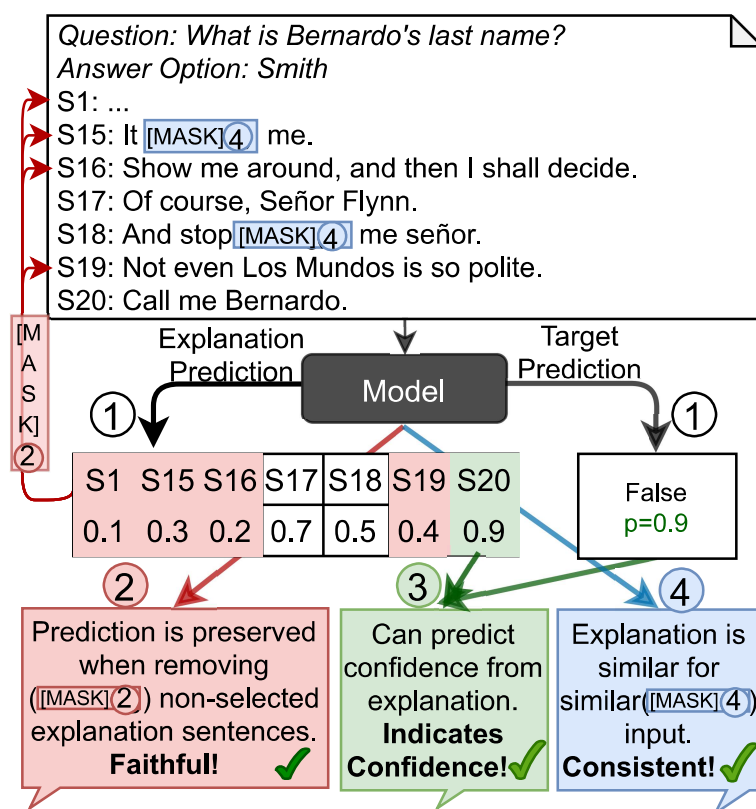 Question: What is Bernardo's last name?
Answer Option: Smith
S1: ...
S15: It [MASK]4 me.
S16: Show me around, and then I shall decide.
S17: Of course, Señor Flynn.
S18: And stop [MASK]4 me señor.
S19: Not even Los Mundos is so polite.
S20: Call me Bernardo.
[MASK]
2
Explanation
Prediction
Target
Prediction
Model
1
1
S1 S15 S16 S17 S18 S19 S20
0.1 0.3 0.2 0.7 0.5 0.4 0.9
False
p=0.9
2
Prediction is preserved
when removing
([MASK]2) non-selected
explanation sentences.
Faithful!
3
Can predict
confidence from
explanation.
Indicates
Confidence!
4
Explanation is
similar for
similar([MASK]4)
input.
Consistent!